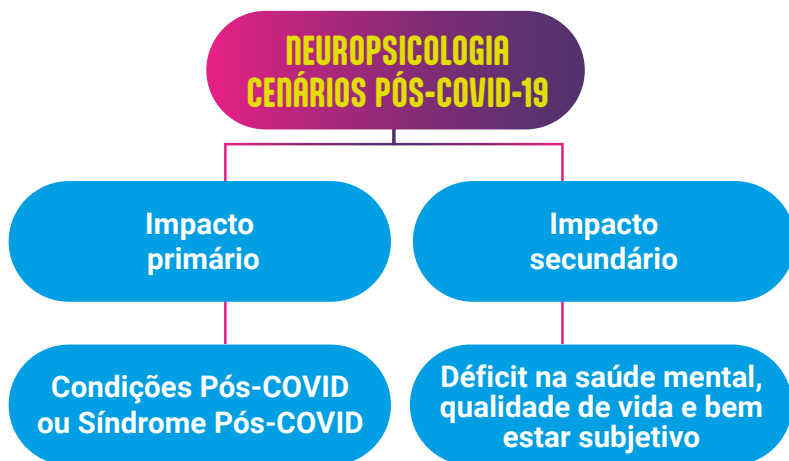 NEUROPSICOLOGIA
CENÁRIOS PÓS-COVID-19
Impacto
primário
Impacto
secundário
Condições Pós-COVID
ou Síndrome Pós-COVID
Déficit na saúde mental,
qualidade de vida e bem
estar subjetivo